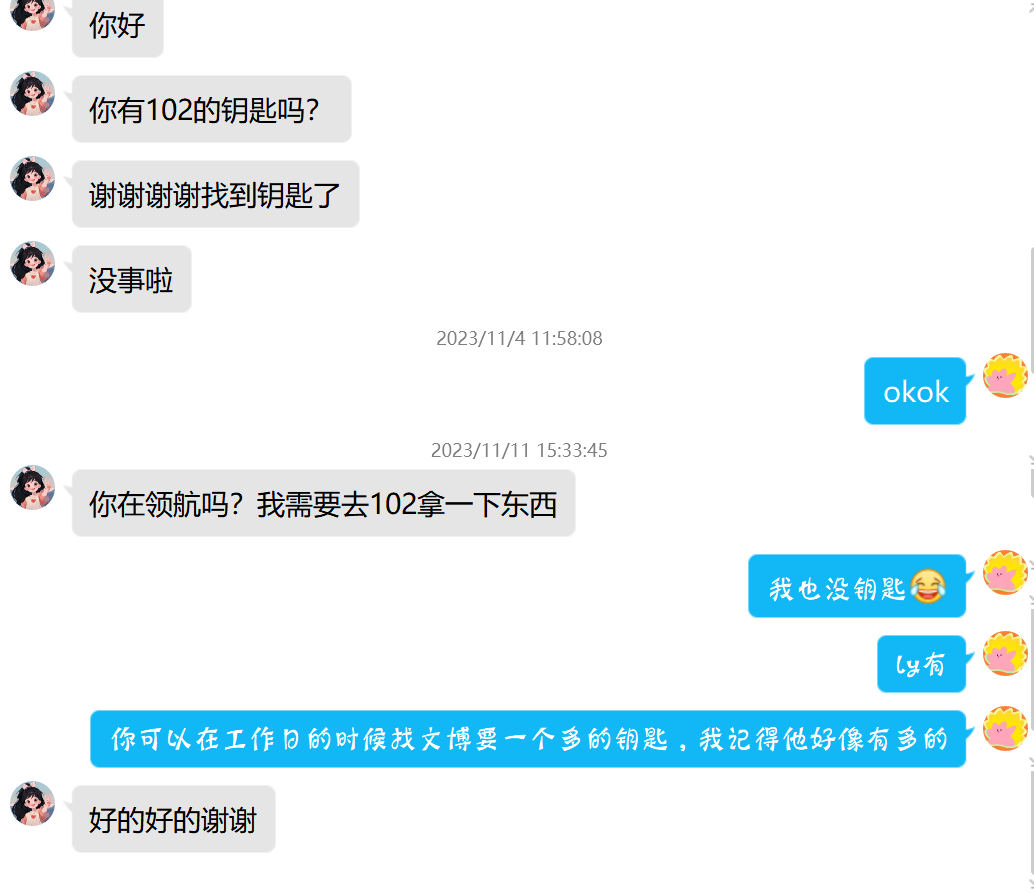 你好
你有102的钥匙吗？
谢谢谢谢找到钥匙了
没事啦
2023/11/4 11:58:08
okok
2023/11/11 15:33:45
你在领航吗？我需要去102拿一下东西
我也没钥匙😂
ly有
你可以在工作日的时候找文博要一个多的钥匙，我记得他好像有多的
好的好的谢谢